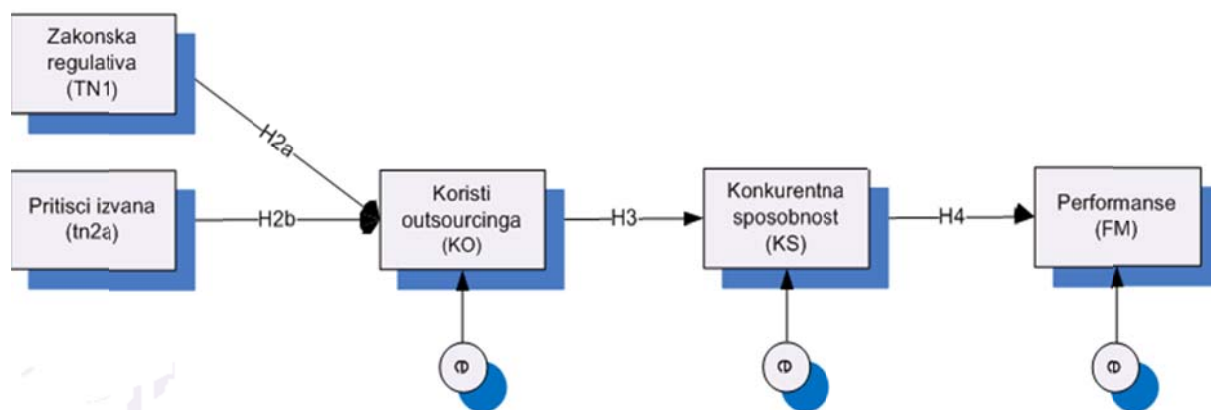 Zakonska
regulativa
(TN1)
H2a
Pritisci izvana
(tn2a)
H2b
Koristi
outsourcinga
(KO)
H3
Konkurentna
sposobnost
(KS)
H4
Performanse
(FM)
e
e
e